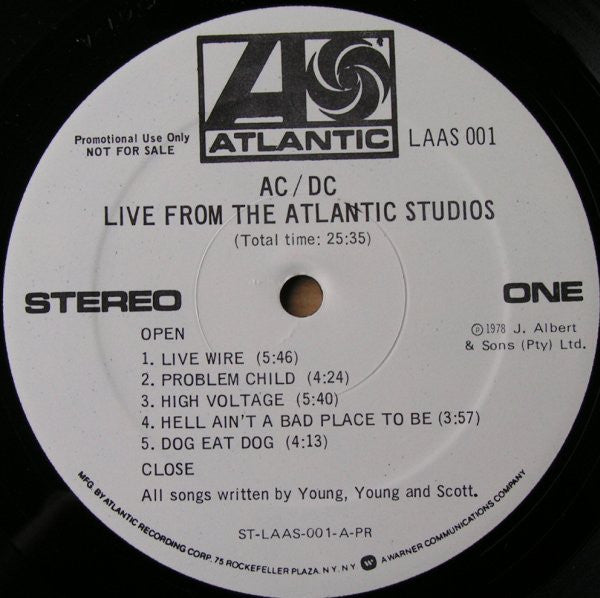 Promotional Use Only
NOT FOR SALE
ATLANTIC
LAAS 001
AC/DC
LIVE FROM THE ATLANTIC STUDIOS
(Total time: 25:35)
STEREO
ONE
℗ 1978 J. Albert
& Sons (Pty) Ltd.
OPEN
1. LIVE WIRE (5:46)
2. PROBLEM CHILD (4:24)
3. HIGH VOLTAGE (5:40)
4. HELL AIN'T A BAD PLACE TO BE (3:57)
5. DOG EAT DOG (4:13)
CLOSE
All songs written by Young, Young and Scott.
ST-LAAS-001-A-PR
MFG. BY ATLANTIC RECORDING CORP. 75 ROCKEFELLER PLAZA. N.Y. N.Y. A WARNER COMMUNICATIONS COMPANY